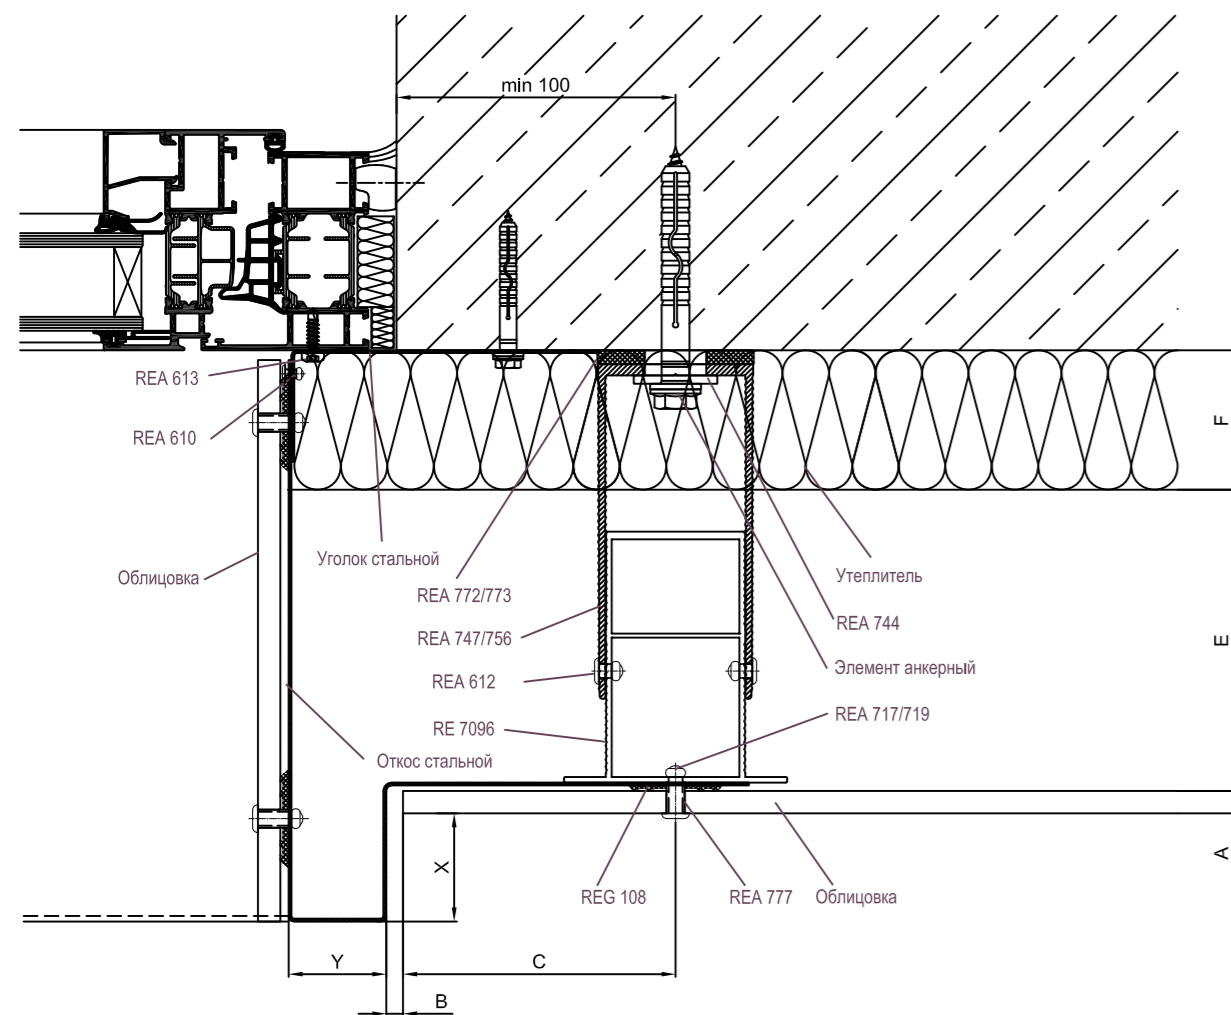 min 100
REA 613
REA 610
F
Уголок стальной
Облицовка
REA 772/773
Утеплитель
REA 747/756
REA 744
E
REA 612
Элемент анкерный
RE 7096
REA 717/719
Откос стальной
X
A
REG 108
REA 777
Облицовка
Y
C
B